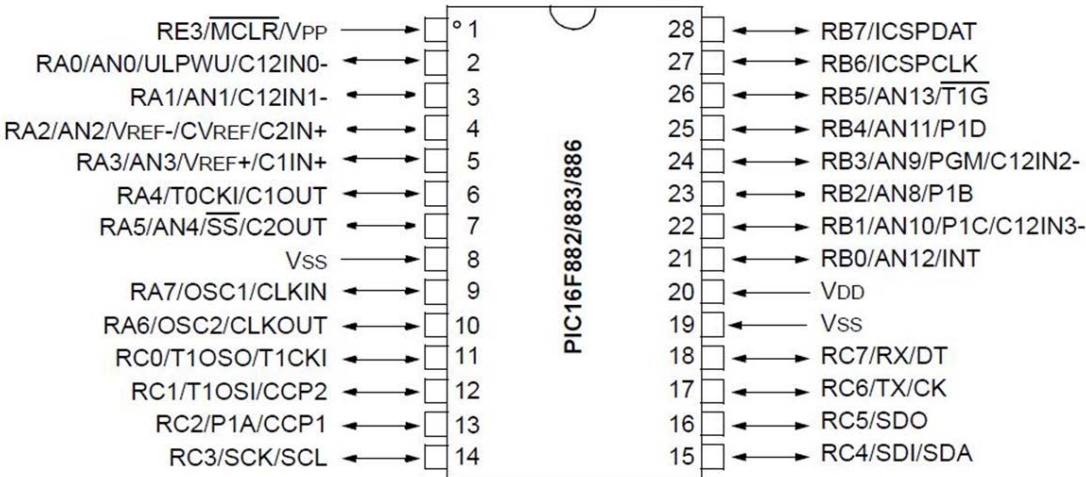 RE3/MCLR/VPP
RA0/AN0/ULPWU/C12IN0-
RA1/AN1/C12IN1-
RA2/AN2/VREF-/CVREF/C2IN+
RA3/AN3/VREF+/C1IN+
RA4/T0CKI/C1OUT
RA5/AN4/SS/C2OUT
VSS
RA7/OSC1/CLKIN
RA6/OSC2/CLKOUT
RC0/T1OSO/T1CKI
RC1/T1OSI/CCP2
RC2/P1A/CCP1
RC3/SCK/SCL
1
2
3
4
5
6
7
8
9
10
11
12
13
14
PIC16F882/883/886
28
27
26
25
24
23
22
21
20
19
18
17
16
15
RB7/ICSPDAT
RB6/ICSPCLK
RB5/AN13/T1G
RB4/AN11/P1D
RB3/AN9/PGM/C12IN2-
RB2/AN8/P1B
RB1/AN10/P1C/C12IN3-
RB0/AN12/INT
VDD
VSS
RC7/RX/DT
RC6/TX/CK
RC5/SDO
RC4/SDI/SDA